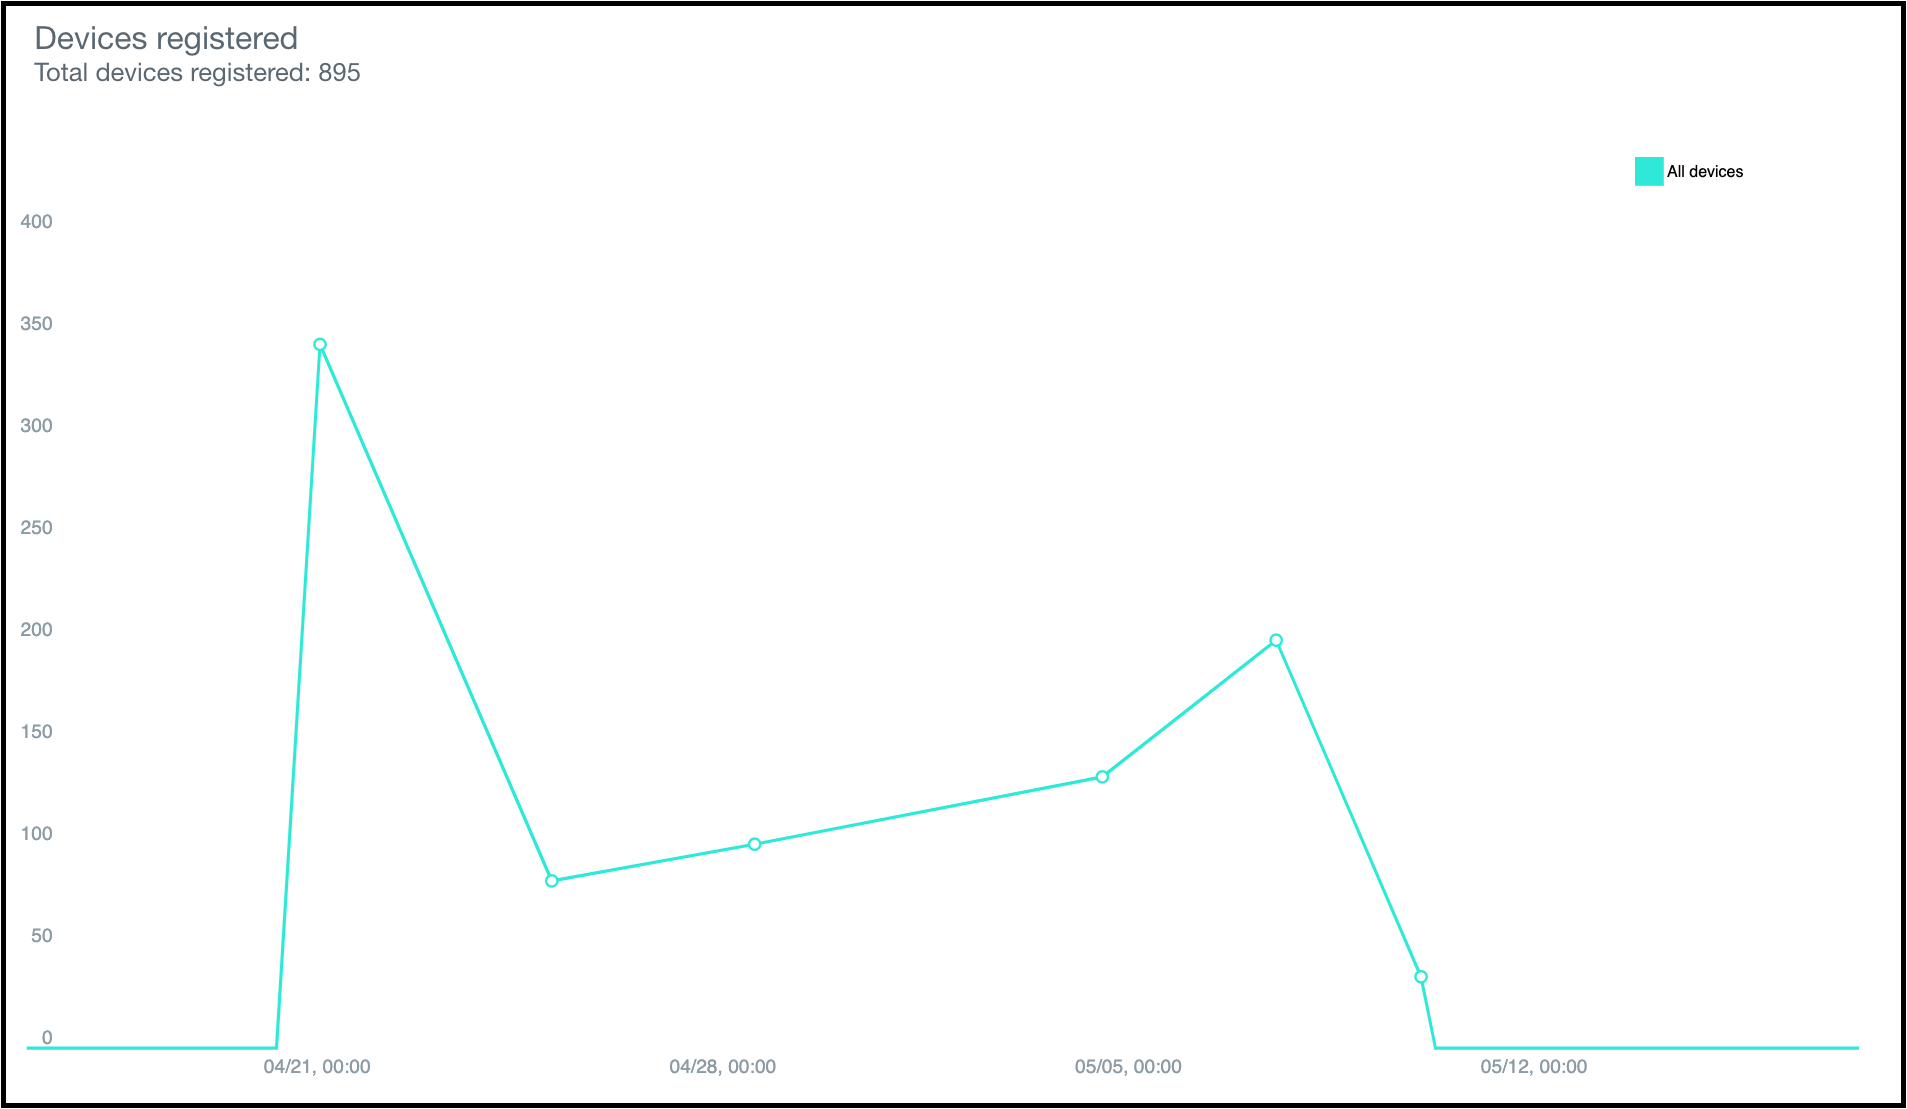 Devices registered
Total devices registered: 895
All devices
400
350
300
250
200
150
100
50
0
04/21, 00:00 04/28, 00:00 05/05, 00:00 05/12, 00:00